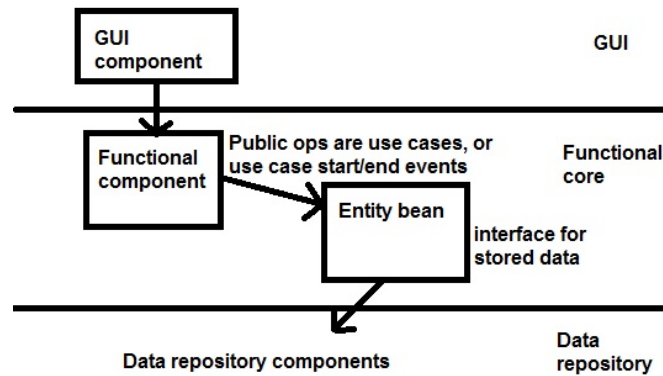 GUI
component
GUI
Public ops are use cases, or
use case start/end events
Functional
component
Functional
core
Entity bean
interface for
stored data
Data repository components
Data
repository